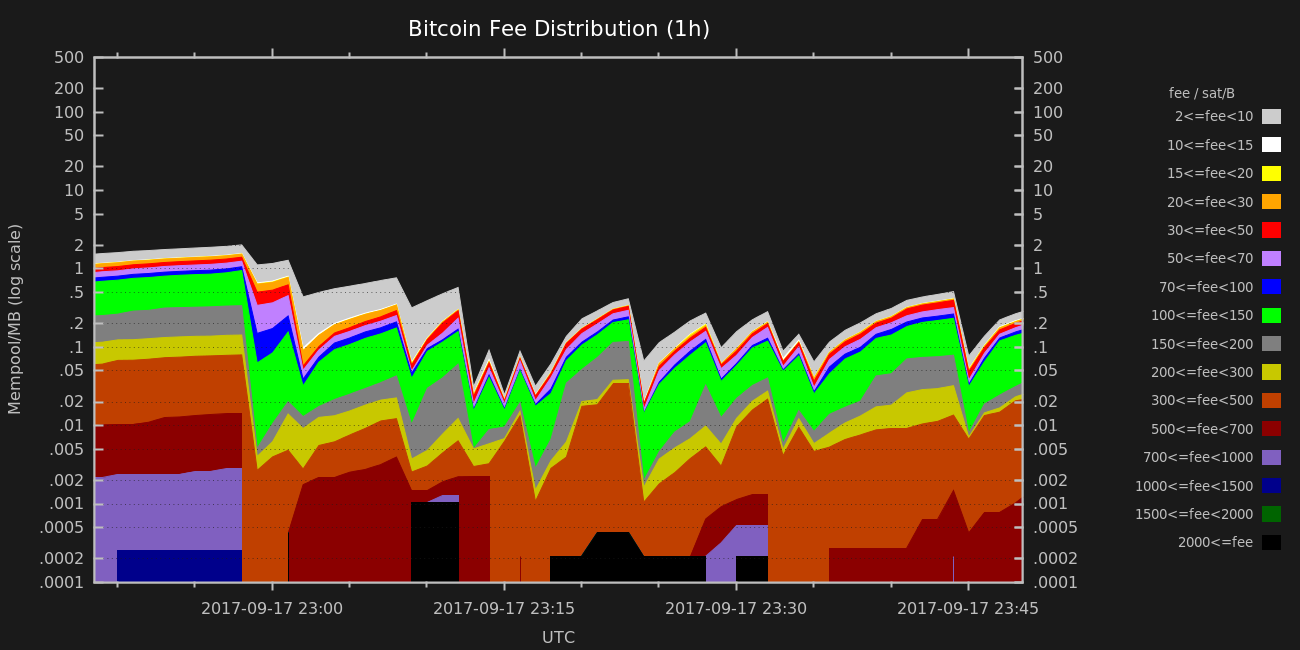 Bitcoin Fee Distribution (1h)
Mempool/MB (log scale)
500
200
100
50
20
10
5
2
1
.5
.2
.1
.05
.02
.01
.005
.002
.001
.0005
.0002
.0001
500
200
100
50
20
10
5
2
1
.5
.2
.1
.05
.02
.01
.005
.002
.001
.0005
.0002
.0001
fee / sat/B
2<=fee<10
10<=fee<15
15<=fee<20
20<=fee<30
30<=fee<50
50<=fee<70
70<=fee<100
100<=fee<150
150<=fee<200
200<=fee<300
300<=fee<500
500<=fee<700
700<=fee<1000
1000<=fee<1500
1500<=fee<2000
2000<=fee
2017-09-17 23:00 2017-09-17 23:15 2017-09-17 23:30 2017-09-17 23:45
UTC